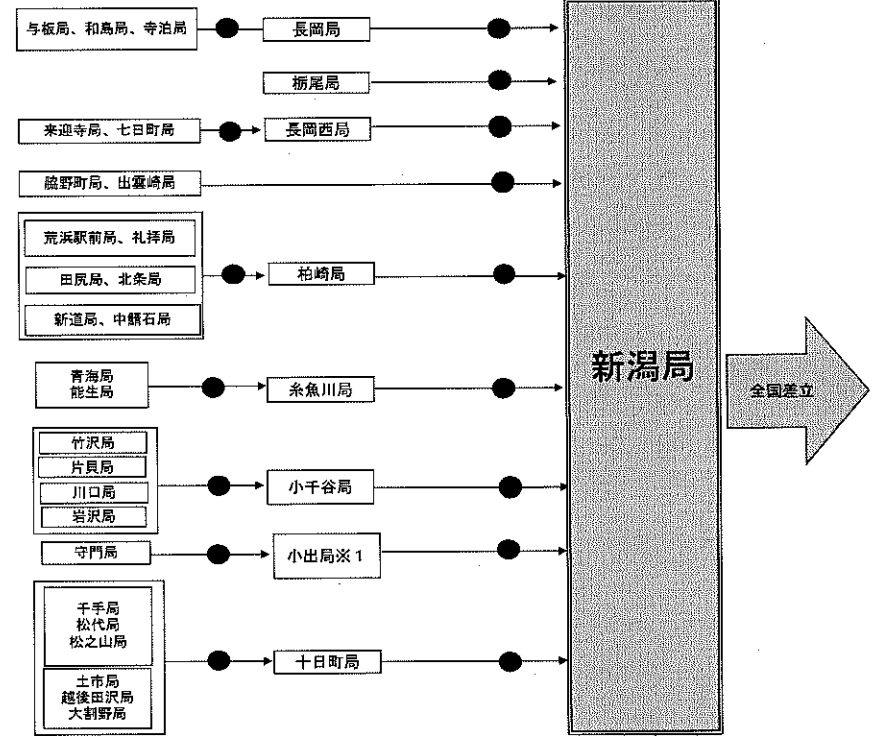 与板局、和島局、寺泊局
長岡局
栃尾局
来迎寺局、七日町局
長岡西局
脇野町局、出雲崎局
荒浜駅前局、礼拝局
田尻局、北条局
新道局、中鯖石局
柏崎局
青海局
能生局
糸魚川局
竹沢局
片貝局
川口局
岩沢局
小千谷局
守門局
小出局※1
千手局
松代局
松之山局
土市局
越後田沢局
大割野局
十日町局
新潟局
全国差立